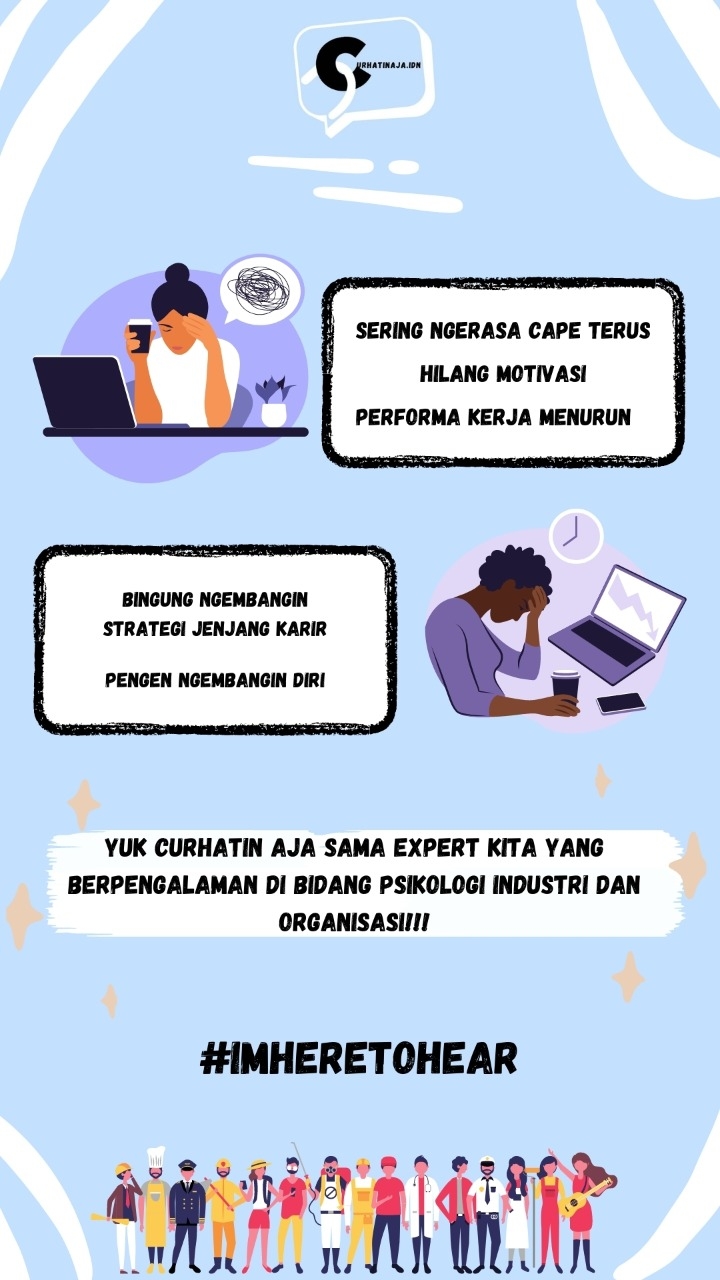 CURHATINAJA.IDN
SERING NGERASA CAPE TERUS
HILANG MOTIVASI
PERFORMA KERJA MENURUN
BINGUNG NGEMBANGIN
STRATEGI JENJANG KARIR
PENGEN NGEMBANGIN DIRI
YUK CURHATIN AJA SAMA EXPERT KITA YANG
BERPENGALAMAN DI BIDANG PSIKOLOGI INDUSTRI DAN
ORGANISASI!!!
#IMHERETOHEAR